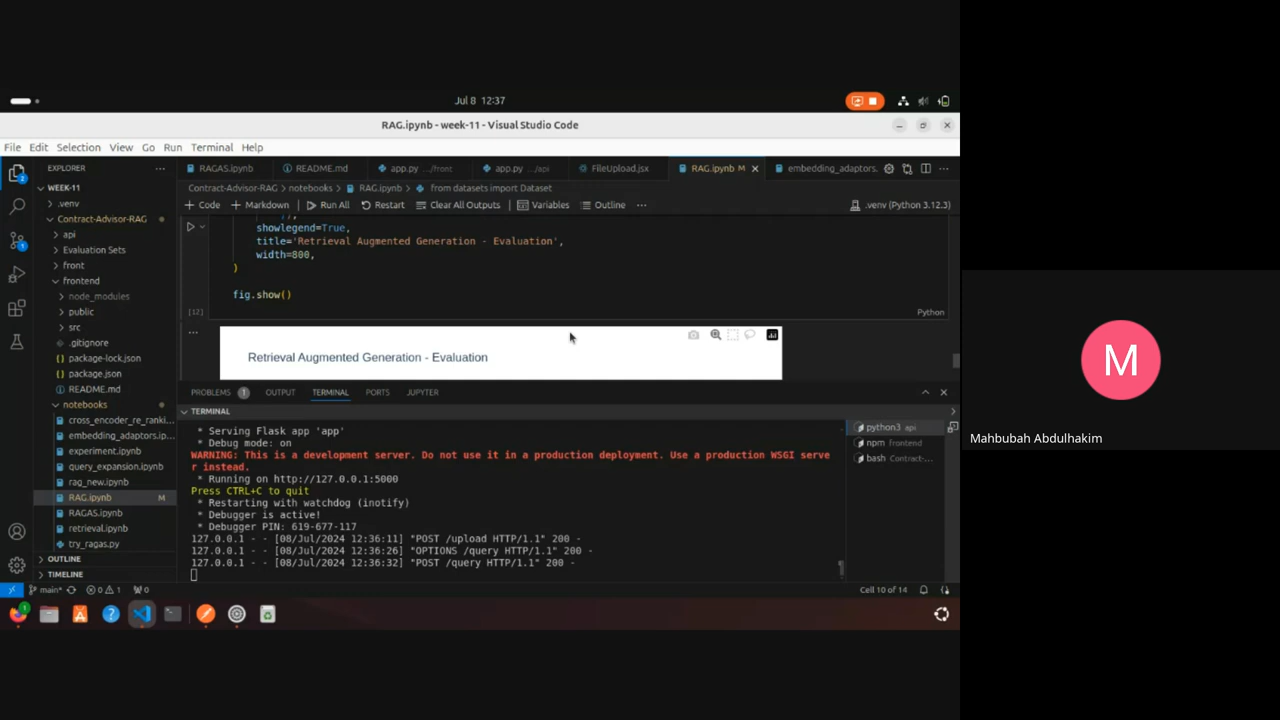 Jul 8 12:37
RAG.ipynb - week-11 - Visual Studio Code
File Edit Selection View Go Run Terminal Help
EXPLORER
RAGAS.ipynb
README.md
app.py .../front
app.py .../api
FileUpload.jsx
RAG.ipynb M
embedding_adaptors.
WEEK-11
.venv
Contract-Advisor-RAG
api
Evaluation Sets
front
frontend
node_modules
public
src
.gitignore
package-lock.json
package.json
README.md
notebooks
cross_encoder_re_ranki...
embedding_adaptors.ip...
experiment.ipynb
query_expansion.ipynb
rag_new.ipynb
RAG.ipynb M
RAGAS.ipynb
retrieval.ipynb
try_ragas.py
OUTLINE
TIMELINE
Contract-Advisor-RAG > notebooks > RAG.ipynb > from datasets import Dataset
+ Code + Markdown Run All Restart Clear All Outputs Variables Outline ...
.venv (Python 3.12.3)
showlegend=True,
title='Retrieval Augmented Generation - Evaluation',
width=800,
)
fig.show()
[12]
Python
Retrieval Augmented Generation - Evaluation
PROBLEMS 1 OUTPUT TERMINAL PORTS JUPYTER
TERMINAL
* Serving Flask app 'app'
* Debug mode: on
WARNING: This is a development server. Do not use it in a production deployment. Use a production WSGI serve
r instead.
* Running on http://127.0.0.1:5000
Press CTRL+C to quit
* Restarting with watchdog (inotify)
* Debugger is active!
* Debugger PIN: 619-677-117
127.0.0.1 - - [08/Jul/2024 12:36:11] "POST /upload HTTP/1.1" 200 -
127.0.0.1 - - [08/Jul/2024 12:36:26] "OPTIONS /query HTTP/1.1" 200 -
127.0.0.1 - - [08/Jul/2024 12:36:32] "POST /query HTTP/1.1" 200 -
python3 api
npm Frontend
bash Contract-...
main* 0 1 0
Cell 10 of 14
M
Mahbubah Abdulhakim